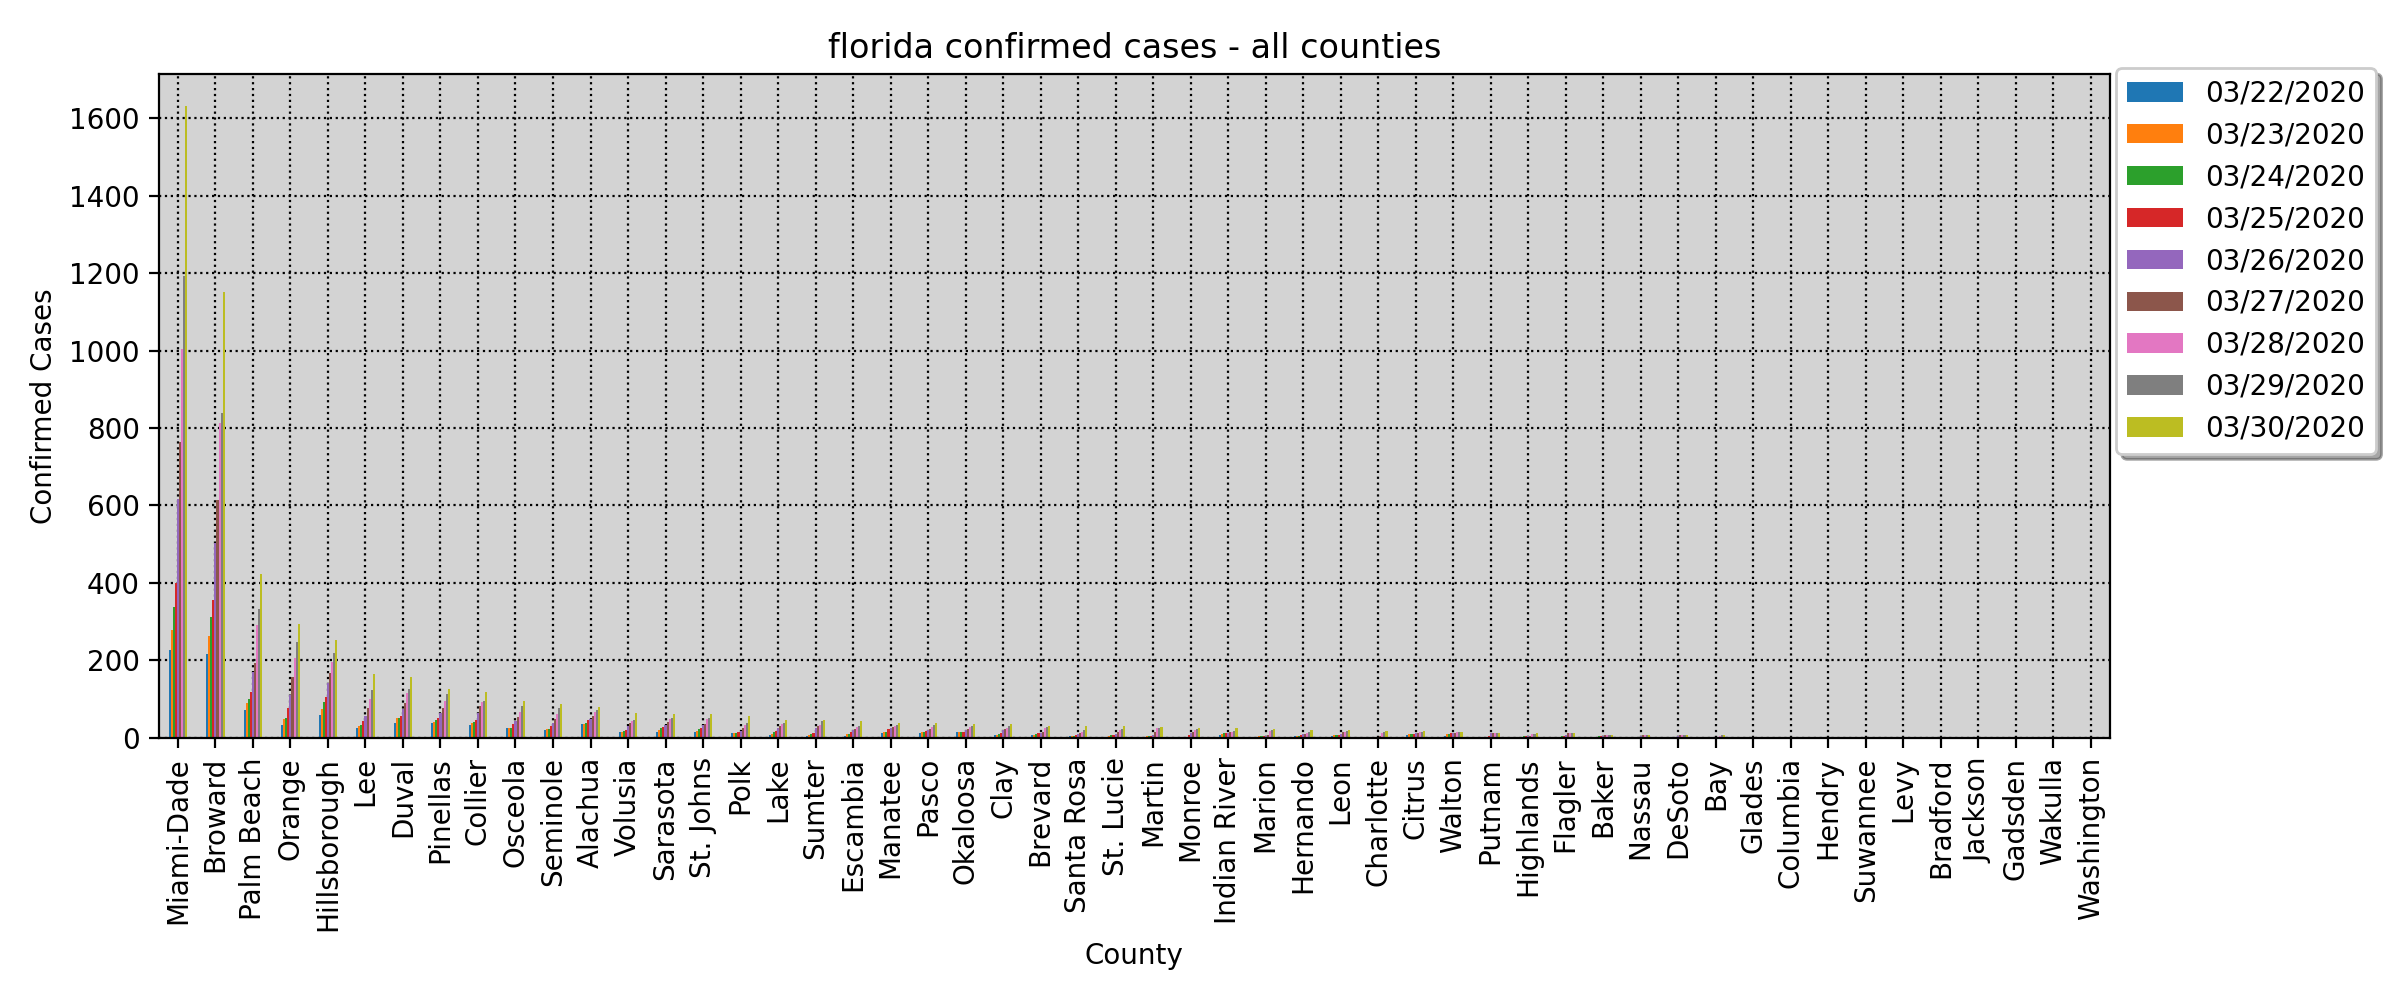 florida confirmed cases - all counties
Confirmed Cases
1600
1400
1200
1000
800
600
400
200
0
Miami-Dade
Broward
Palm Beach
Orange
Hillsborough
Lee
Duval
Pinellas
Collier
Osceola
Seminole
Alachua
Volusia
Sarasota
St. Johns
Polk
Lake
Sumter
Escambia
Manatee
Pasco
Okaloosa
Clay
Brevard
Santa Rosa
St. Lucie
Martin
Monroe
Indian River
Marion
Hernando
Leon
Charlotte
Citrus
Walton
Putnam
Highlands
Flagler
Baker
Nassau
DeSoto
Bay
Glades
Columbia
Hendry
Suwannee
Levy
Bradford
Jackson
Gadsden
Wakulla
Washington
County
03/22/2020
03/23/2020
03/24/2020
03/25/2020
03/26/2020
03/27/2020
03/28/2020
03/29/2020
03/30/2020